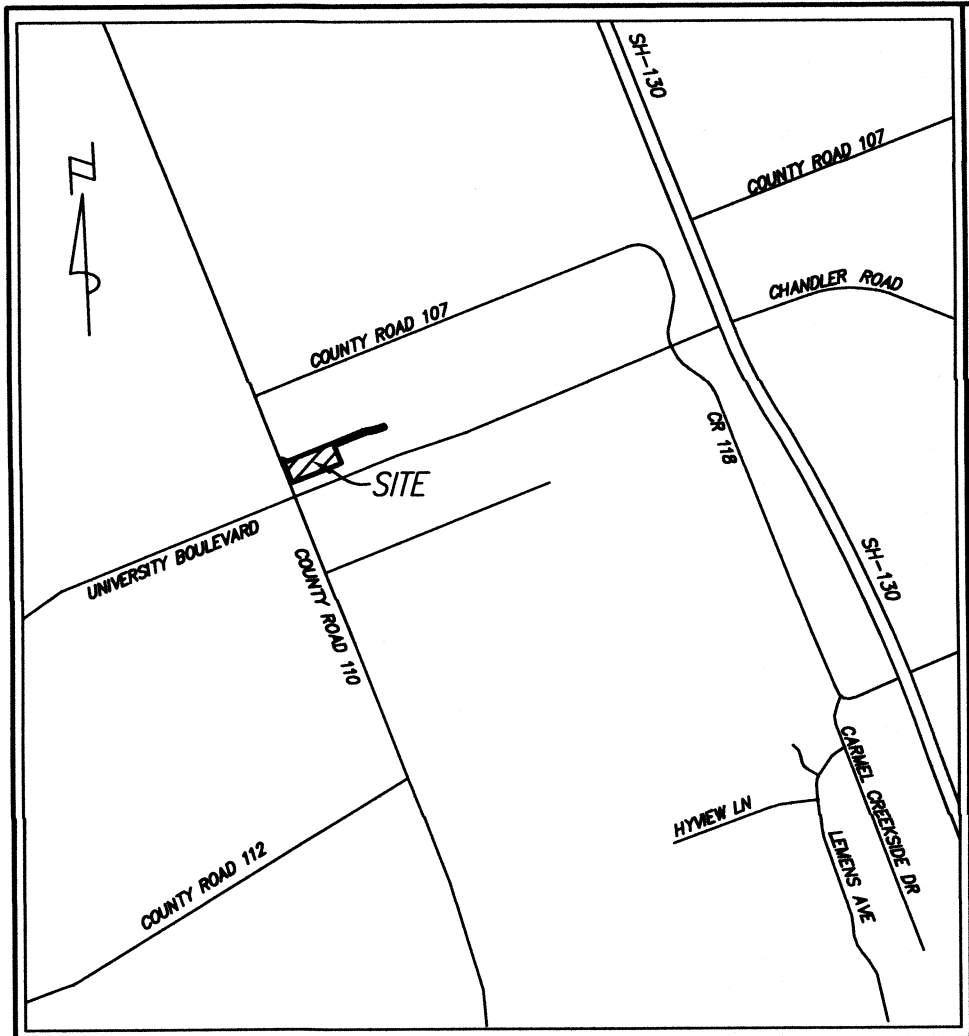 SH-130
COUNTY ROAD 107
N
CHANDLER ROAD
COUNTY ROAD 107
CR 118
SITE
UNIVERSITY BOULEVARD
COUNTY ROAD 110
SH-130
CARMEL CREEKSIDE DR
HYVIEW LN
LEMENS AVE
COUNTY ROAD 112